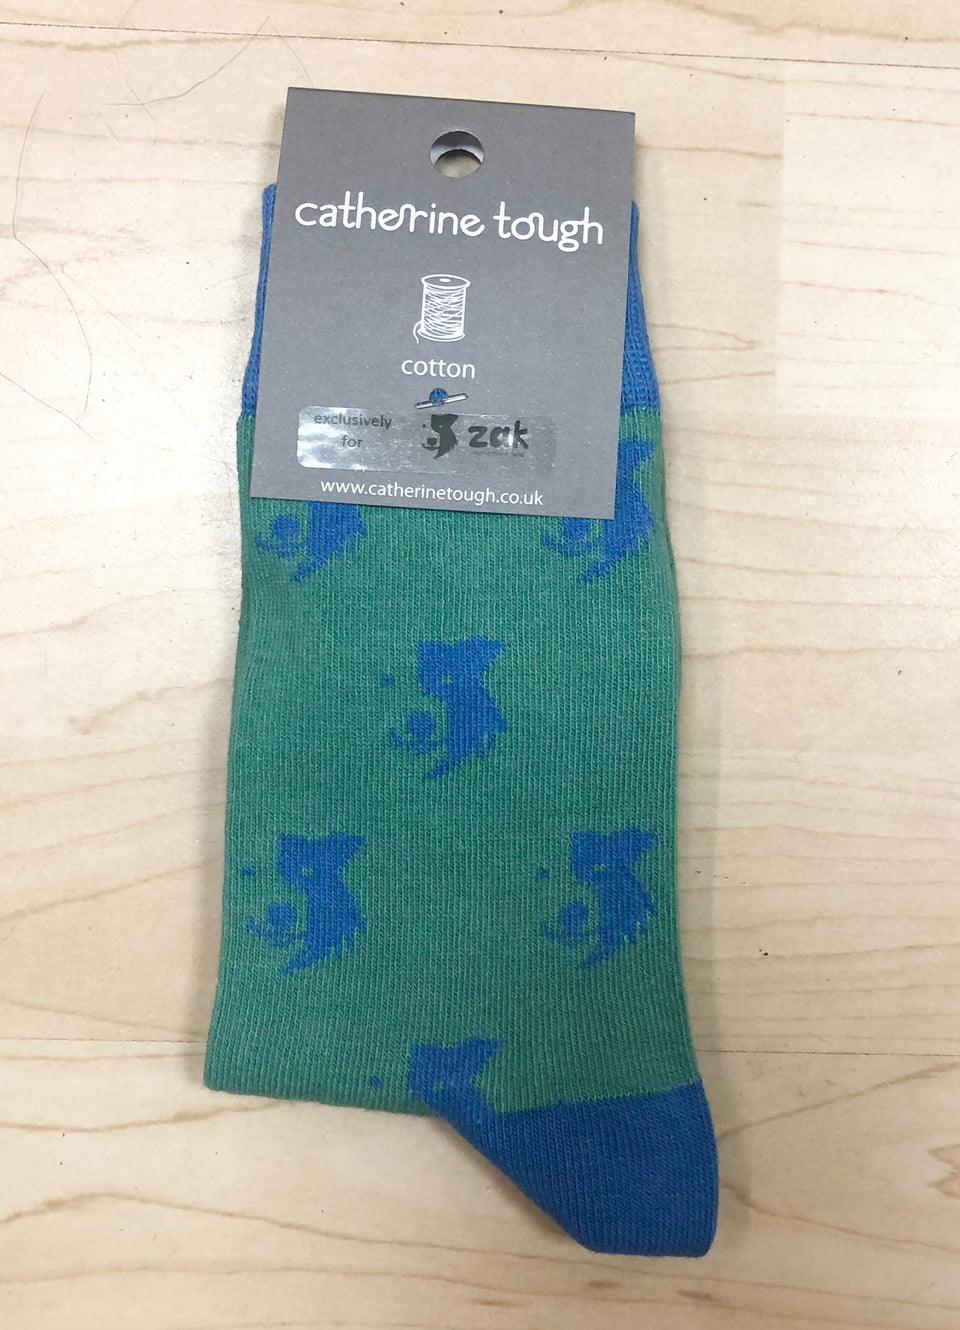 catherine tough
cotton
exclusively
for
zak
www.catherinetough.co.uk